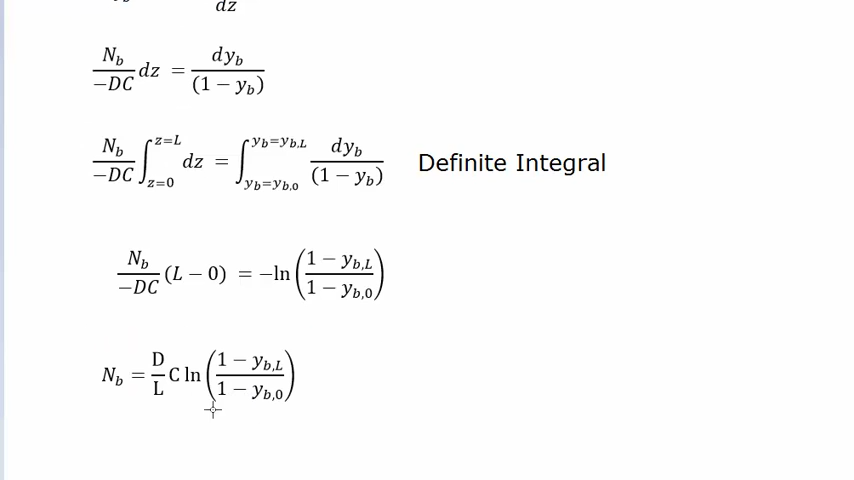 dz
N_b/(−DC) dz = dy_b/(1 − y_b)
N_b/(−DC) ∫_{z=0}^{z=L} dz = ∫_{y_b=y_{b,0}}^{y_b=y_{b,L}} dy_b/(1 − y_b) Definite Integral
N_b/(−DC) (L − 0) = −ln((1 − y_{b,L})/(1 − y_{b,0}))
N_b = D/L C ln((1 − y_{b,L})/(1 − y_{b,0}))